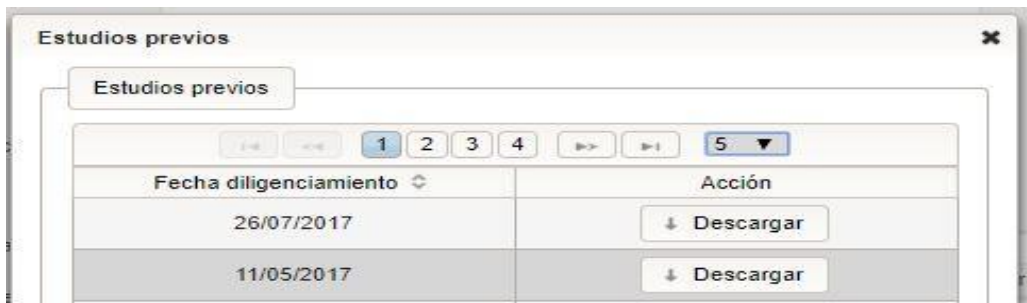 Estudios previos
Estudios previos
1 2 3 4 5
Fecha diligenciamiento Acción
26/07/2017 Descargar
11/05/2017 Descargar